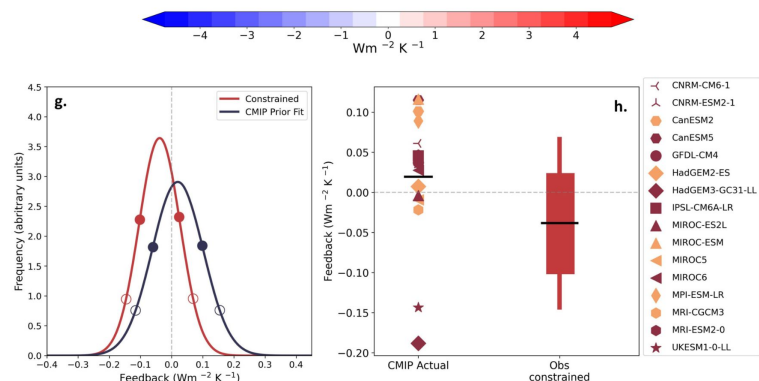 −4 −3 −2 −1 0 1 2 3 4
Wm −2 K −1
g.
Constrained
CMIP Prior Fit
4.5
4.0
3.5
3.0
2.5
2.0
1.5
1.0
0.5
0.0
Frequency (abritrary units)
−0.4 −0.3 −0.2 −0.1 0.0 0.1 0.2 0.3 0.4
Feedback (Wm −2 K −1)
h.
0.10
0.05
0.00
−0.05
−0.10
−0.15
−0.20
Feedback (Wm −2 K −1)
CMIP Actual
Obs
constrained
CNRM-CM6-1
CNRM-ESM2-1
CanESM2
CanESM5
GFDL-CM4
HadGEM2-ES
HadGEM3-GC31-LL
IPSL-CM6A-LR
MIROC-ES2L
MIROC-ESM
MIROC5
MIROC6
MPI-ESM-LR
MRI-CGCM3
MRI-ESM2-0
UKESM1-0-LL